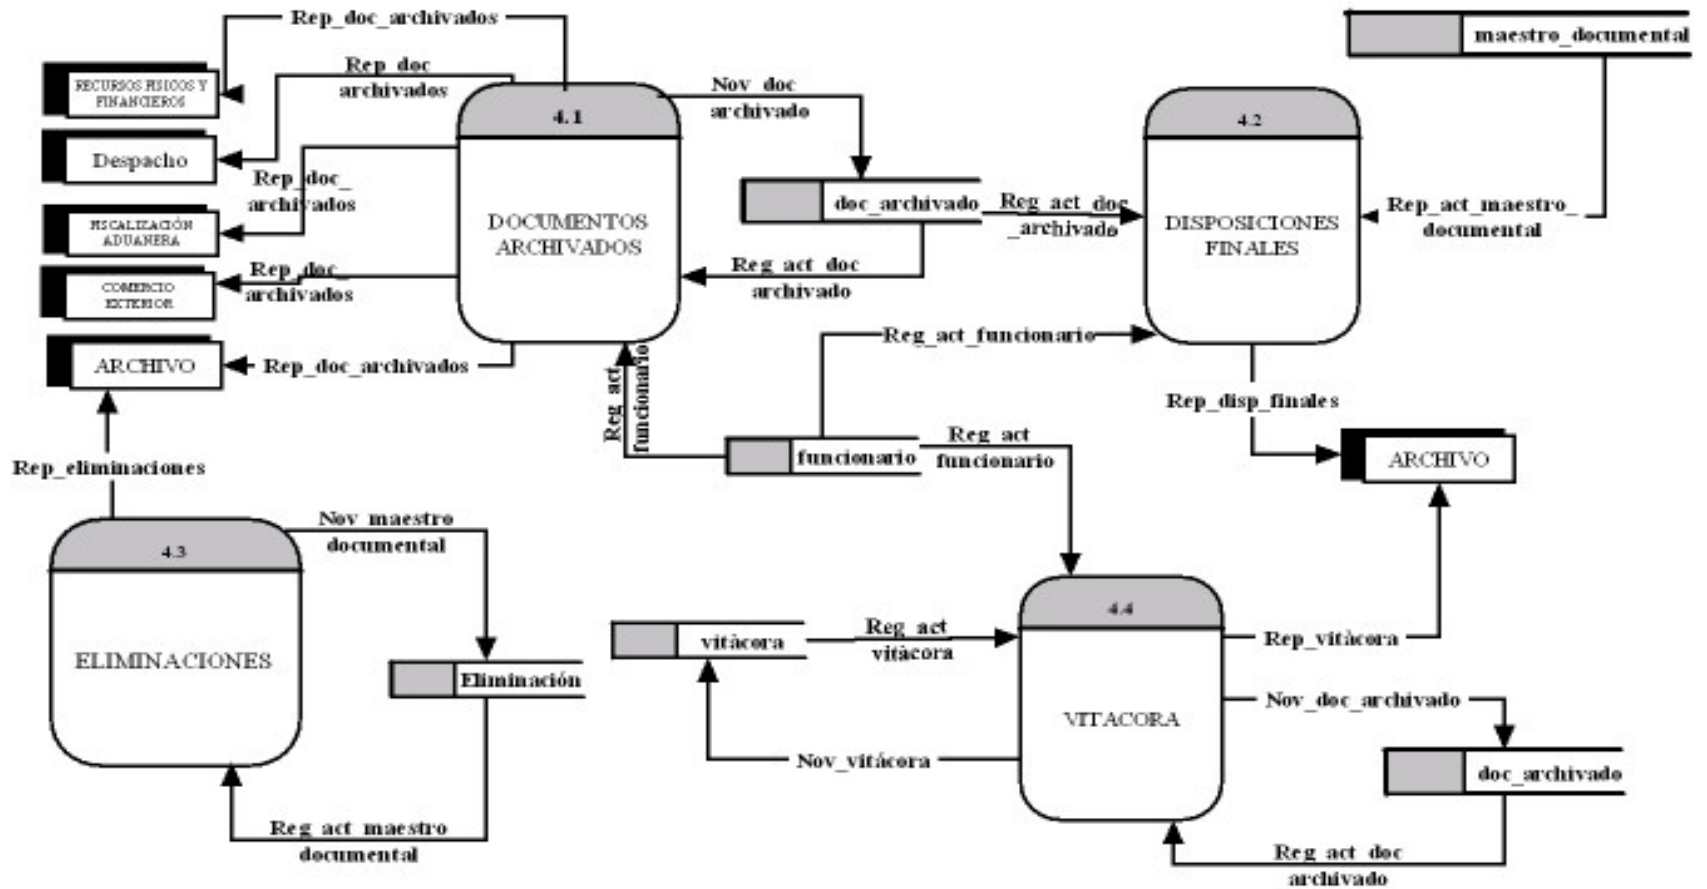 Rep_doc_archivados
maestro_documental
Rep_doc
archivados
RECURSOS FISICOS Y
FINANCIEROS
Nov_doc
archivado
4.1
4.2
Despacho
Rep_doc_
archivados
doc_archivado
Reg_act_doc
_archivado
Rep_act_maestro_
documental
FISCALIZACIÓN
ADUANERA
DOCUMENTOS
ARCHIVADOS
DISPOSICIONES
FINALES
Rep_doc_
archivados
COMERCIO
EXTERIOR
Reg_act_doc
archivado
Reg_act_funcionario
ARCHIVO
Rep_doc_archivados
Reg_act_
funcionario
Rep_disp_finales
Reg_act
funcionario
funcionario
ARCHIVO
Rep_eliminaciones
Nov_maestro
documental
4.3
4.4
Reg_act
vitàcora
vitàcora
Rep_vitàcora
ELIMINACIONES
Eliminación
Nov_doc_archivado
VITACORA
Nov_vitácora
doc_archivado
Reg_act_maestro
documental
Reg_act_doc
archivado